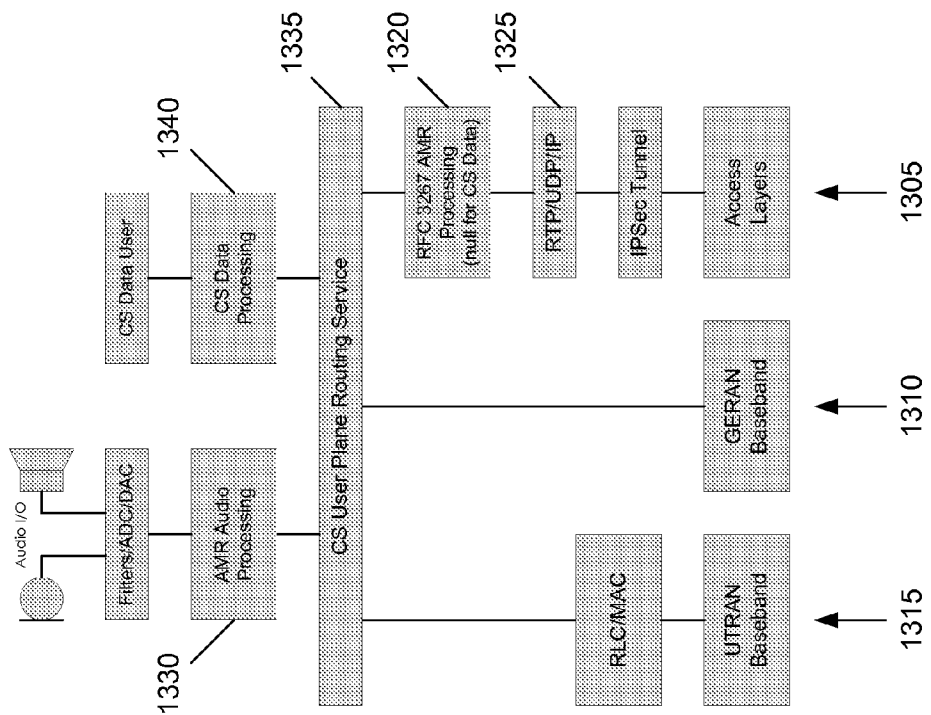 Audio I/O
Filters/ADC/DAC
CS Data User
1340
AMR Audio
Processing
CS Data
Processing
1330
1335
CS User Plane Routing Service
1320
RFC 3267 AMR
Processing
(null for CS Data)
1325
RTP/UDP/IP
RLC/MAC
IPSec Tunnel
UTRAN
Baseband
GERAN
Baseband
Access
Layers
1315
1310
1305